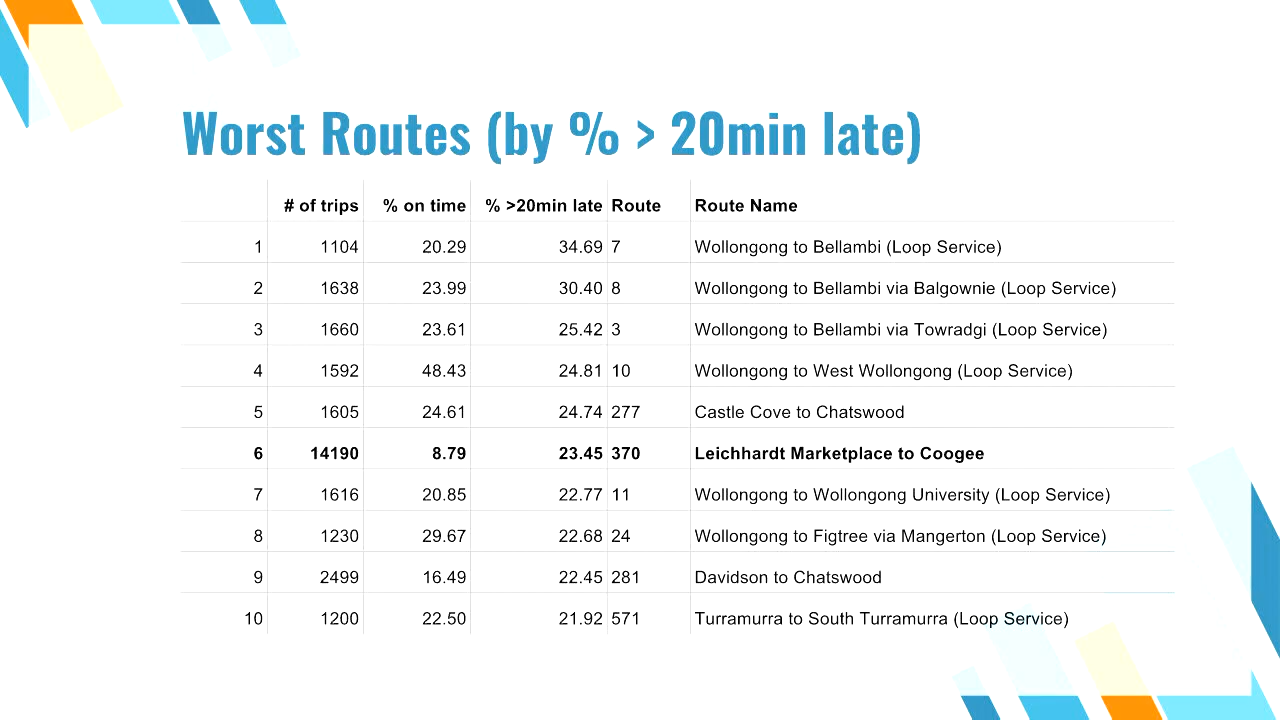 Worst Routes (by % > 20min late)
# of trips % on time % >20min late Route Route Name
1 1104 20.29 34.69 7 Wollongong to Bellambi (Loop Service)
2 1638 23.99 30.40 8 Wollongong to Bellambi via Balgownie (Loop Service)
3 1660 23.61 25.42 3 Wollongong to Bellambi via Towradgi (Loop Service)
4 1592 48.43 24.81 10 Wollongong to West Wollongong (Loop Service)
5 1605 24.61 24.74 277 Castle Cove to Chatswood
6 14190 8.79 23.45 370 Leichhardt Marketplace to Coogee
7 1616 20.85 22.77 11 Wollongong to Wollongong University (Loop Service)
8 1230 29.67 22.68 24 Wollongong to Figtree via Mangerton (Loop Service)
9 2499 16.49 22.45 281 Davidson to Chatswood
10 1200 22.50 21.92 571 Turramurra to South Turramurra (Loop Service)